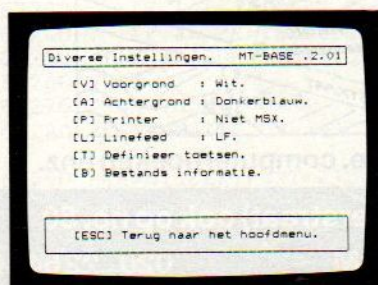 Diverse Instellingen. MT-BASE .2.01
[V] Voorgrond : Wit.
[A] Achtergrond : Donkerblauw.
[P] Printer : Niet MSX.
[L] Linefeed : LF.
[T] Definieer toetsen.
[B] Bestands informatie.
[ESC] Terug naar het hoofdmenu.